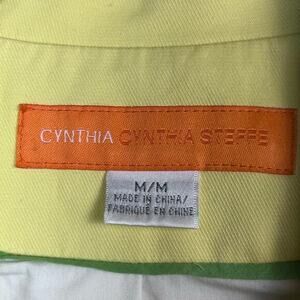 CYNTHIA CYNTHIA STEFFE
M/M
MADE IN CHINA/
FABRIQUÉ EN CHINE